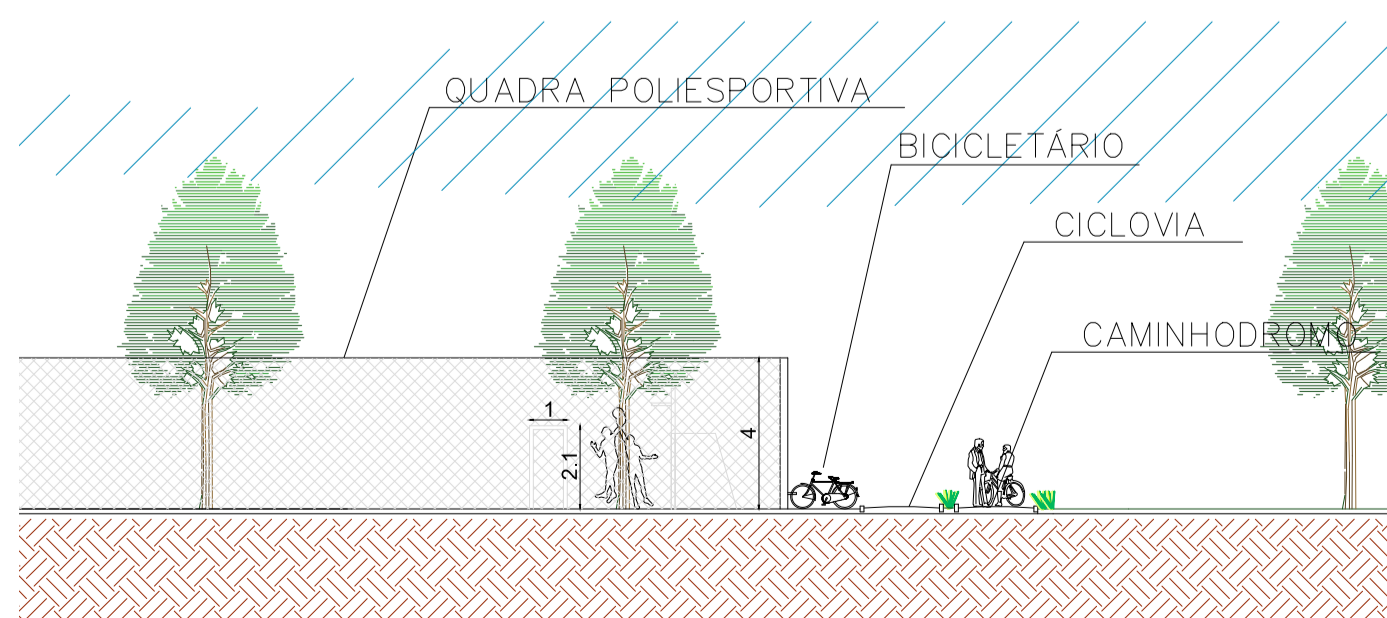 QUADRA POLIESPORTIVA
BICICLETÁRIO
CICLOVIA
CAMINHODROMO
1
2.1
4